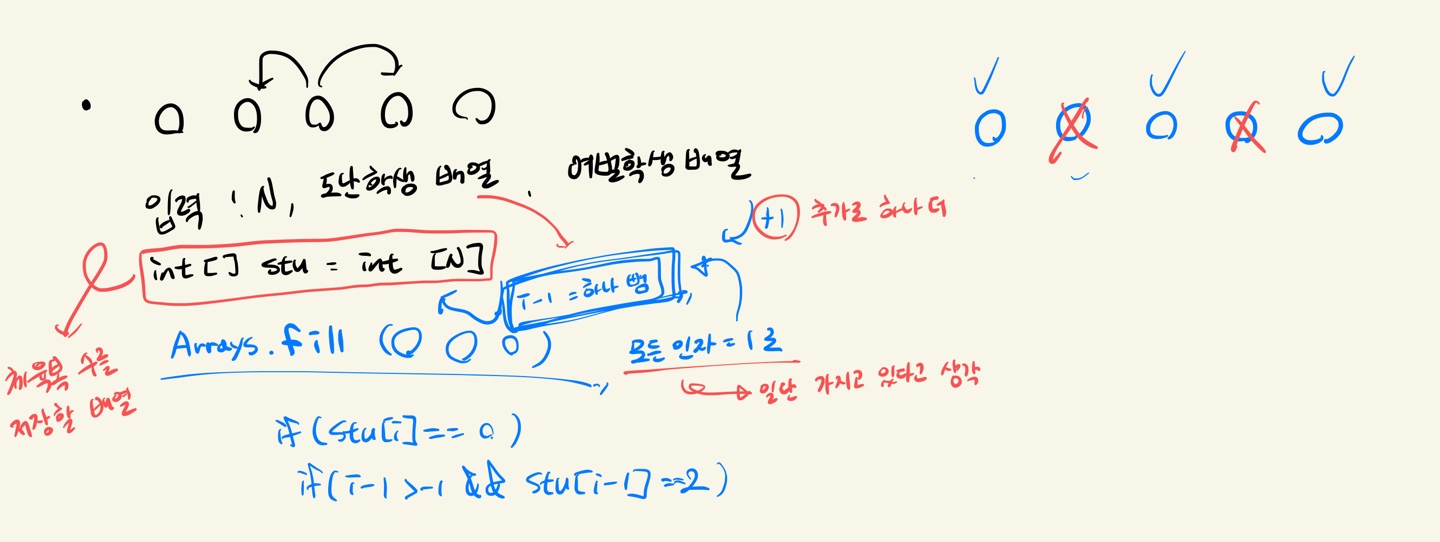 입력 : N, 도난학생 배열, 여벌학생 배열
+1 추가로 하나 더
int[] stu = int [N]
i-1 = 하나 뺌
Arrays.fill ( )
모든 인자 = 1로
체육복 수를
저장할 배열
일단 가지고 있다고 생각
if(stu[i]== 0)
if(i-1 >-1 && stu[i-1]==2)